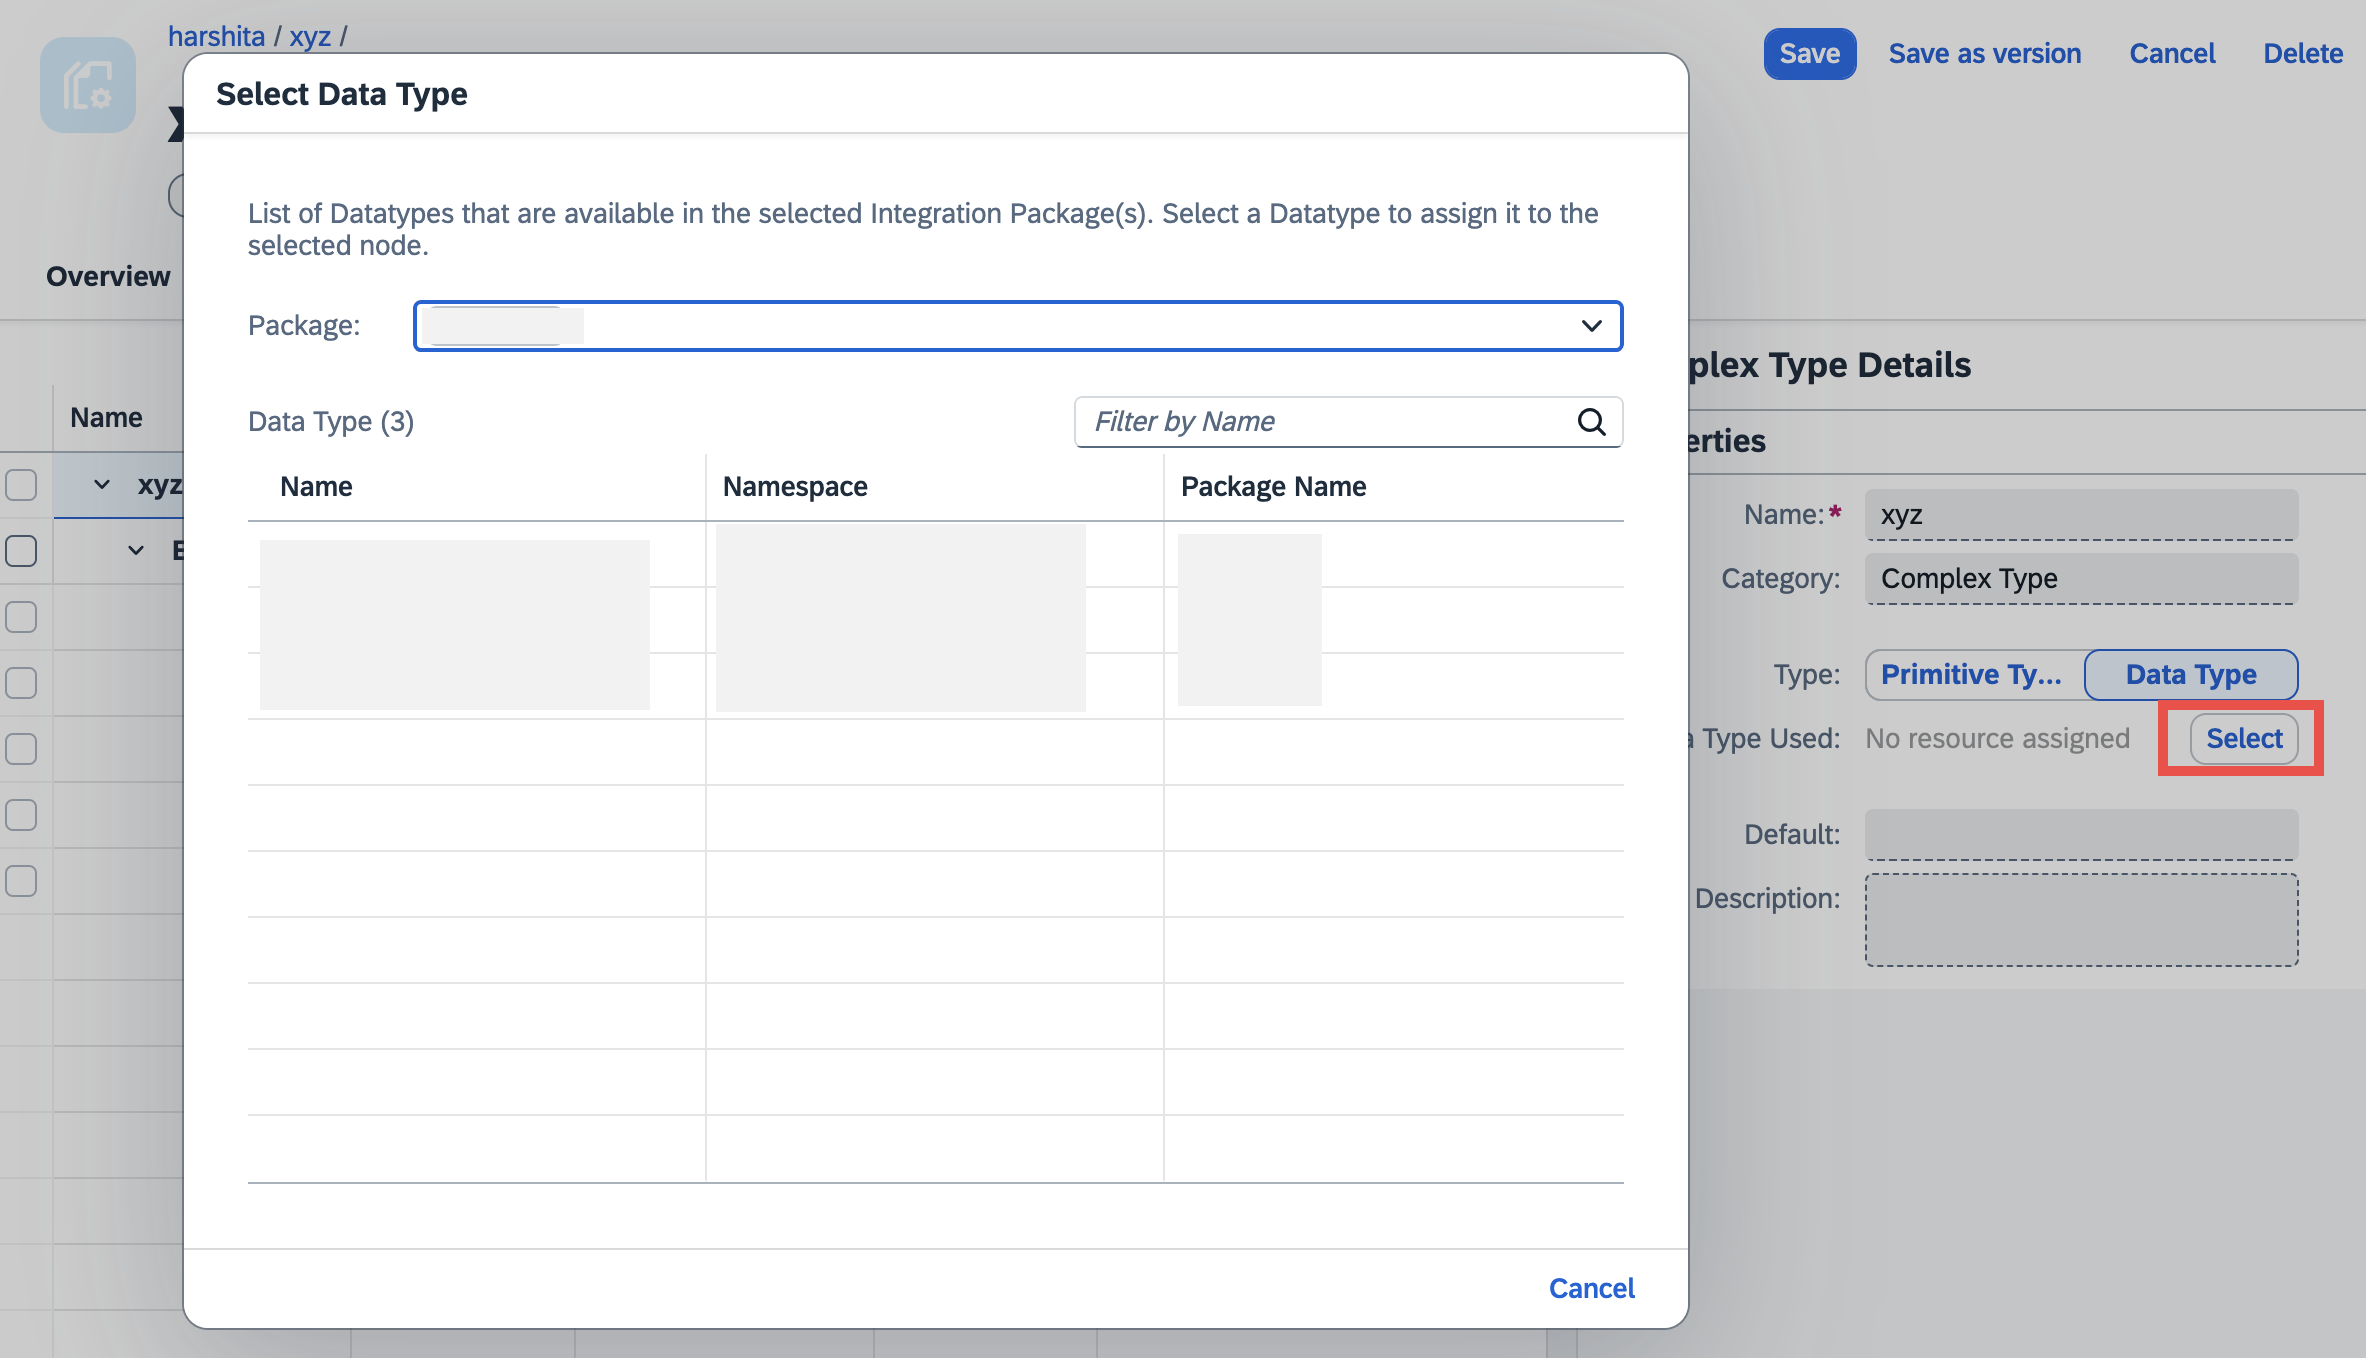 harshita / xyz /
Save
Save as version
Cancel
Delete
Select Data Type
List of Datatypes that are available in the selected Integration Package(s). Select a Datatype to assign it to the
selected node.
Overview
Package:
Data Type (3)
Filter by Name
Name
Namespace
Package Name
Cancel
Name
xyz
plex Type Details
erties
Name:*
xyz
Category:
Complex Type
Type:
Primitive Ty...
Data Type
a Type Used:
No resource assigned
Select
Default:
Description: